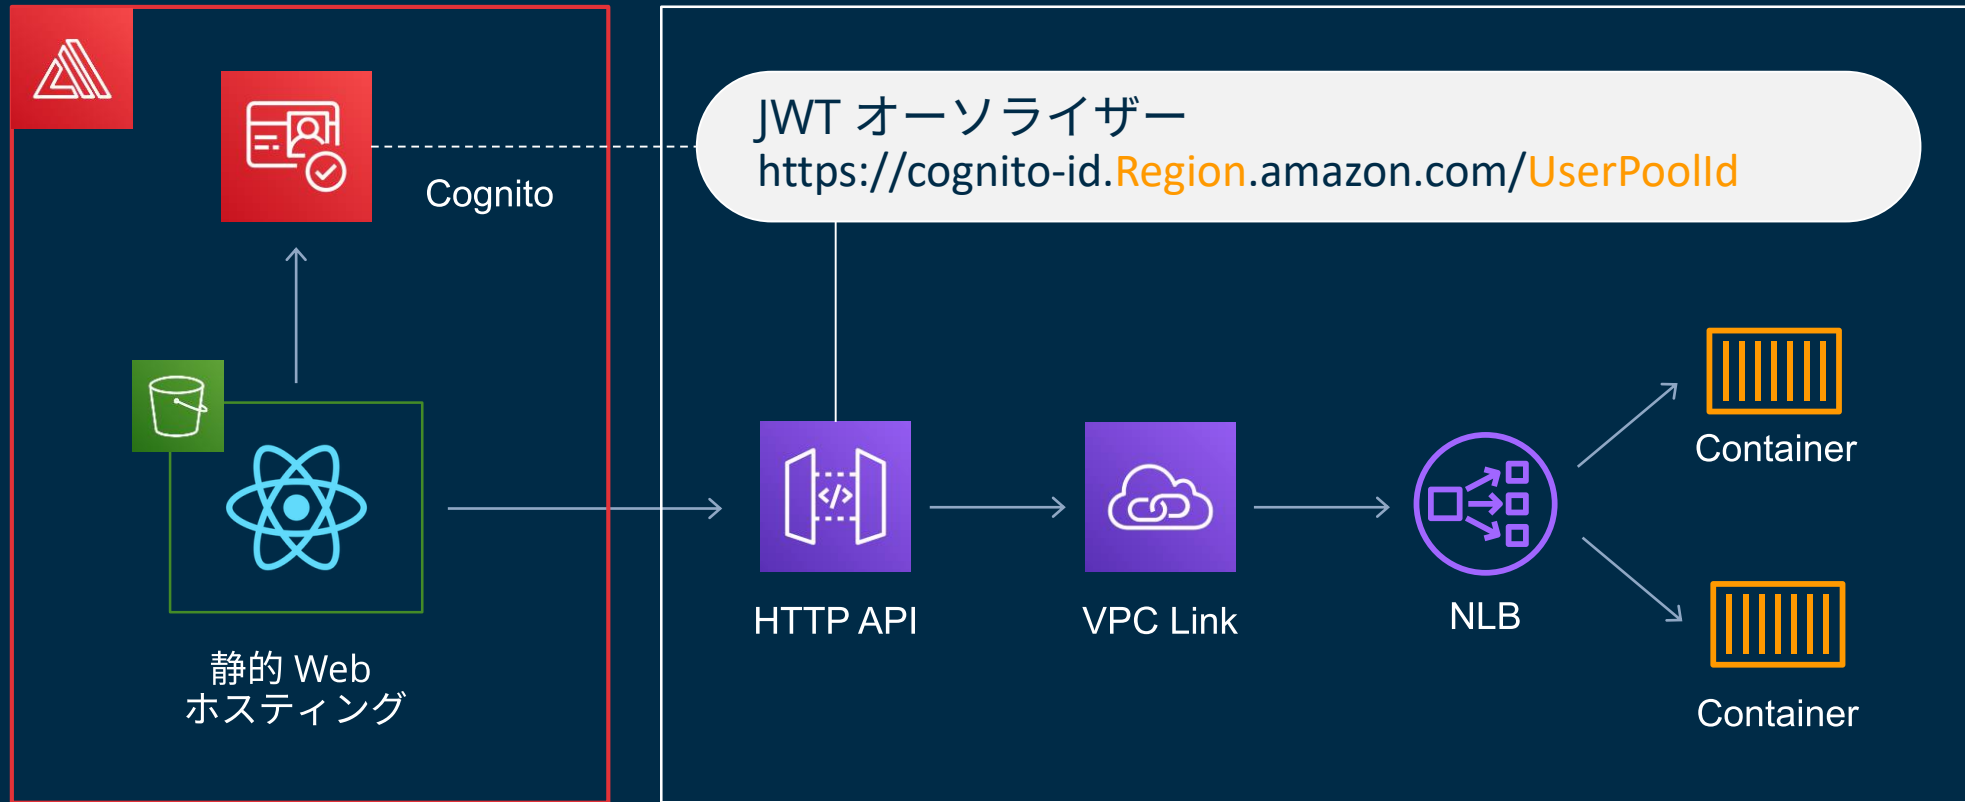 JWT オーソライザー
https://cognito-id.Region.amazon.com/UserPoolId
Cognito
静的 Web
ホスティング
HTTP API
VPC Link
NLB
Container
Container